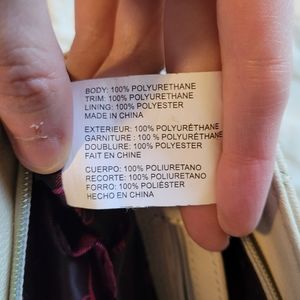 BODY: 100% POLYURETHANE
TRIM: 100% POLYURETHANE
LINING: 100% POLYESTER
MADE IN CHINA
EXTERIEUR: 100% POLYURÉTHANE
GARNITURE : 100% POLYURETHANE
DOUBLURE: 100% POLYESTER
FAIT EN CHINE
CUERPO: 100% POLIURETANO
RECORTE: 100% POLIURETANO
FORRO: 100% POLIÉSTER
HECHO EN CHINA